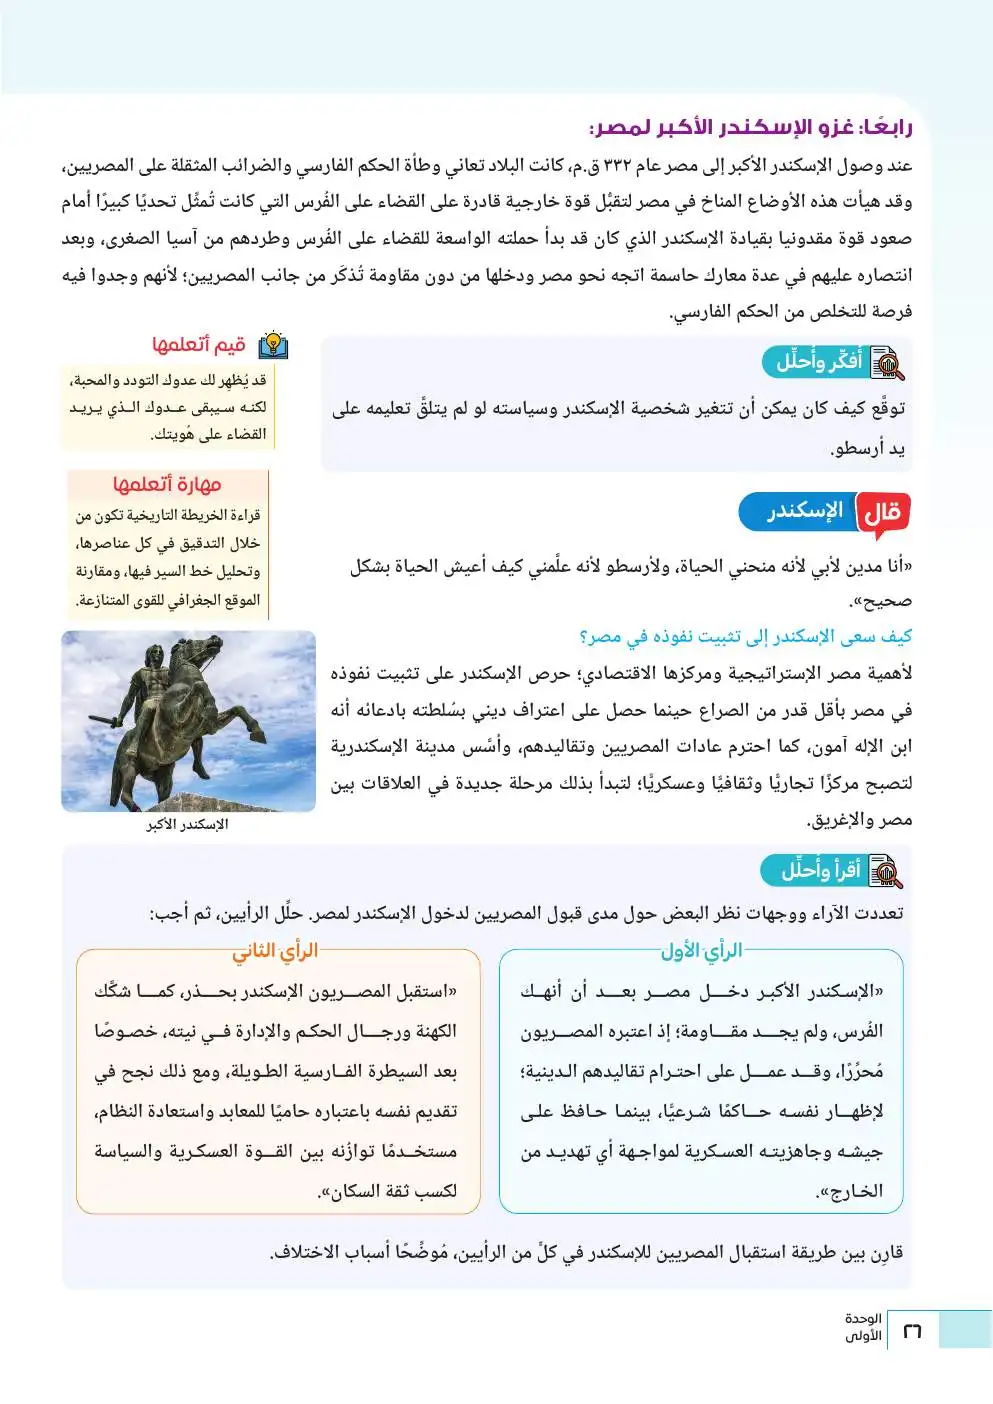 رابعًا: غزو الإسكندر الأكبر لمصر:
عند وصول الإسكندر الأكبر إلى مصر عام ٣٣٢ ق.م، كانت البلاد تعاني وطأة الحكم الفارسي والضرائب المثقلة على المصريين،
وقد هيأت هذه الأوضاع المناخ في مصر لتقبُّل قوة خارجية قادرة على القضاء على الفُرس التي كانت تُمثِّل تحديًا كبيرًا أمام
صعود قوة مقدونيا بقيادة الإسكندر الذي كان قد بدأ حملته الواسعة للقضاء على الفُرس وطردهم من آسيا الصغرى، وبعد
انتصاره عليهم في عدة معارك حاسمة اتجه نحو مصر ودخلها من دون مقاومة تُذكَر من جانب المصريين؛ لأنهم وجدوا فيه
فرصة للتخلص من الحكم الفارسي.
أُفكِّر وأُحلِّل
توقَّع كيف كان يمكن أن تتغير شخصية الإسكندر وسياسته لو لم يتلقَّ تعليمه على
يد أرسطو.
قيم أتعلمها
قد يُظهِر لك عدوك التودد والمحبة،
لكنه سيبقى عدوك الذي يريد
القضاء على هُويتك.
مهارة أتعلمها
قراءة الخريطة التاريخية تكون من
خلال التدقيق في كل عناصرها،
وتحليل خط السير فيها، ومقارنة
الموقع الجغرافي للقوى المتنازعة.
قال الإسكندر
«أنا مدين لأبي لأنه منحني الحياة، ولأرسطو لأنه علَّمني كيف أعيش الحياة بشكل
صحيح».
كيف سعى الإسكندر إلى تثبيت نفوذه في مصر؟
لأهمية مصر الإستراتيجية ومركزها الاقتصادي؛ حرص الإسكندر على تثبيت نفوذه
في مصر بأقل قدر من الصراع حينما حصل على اعتراف ديني بسُلطته بادعائه أنه
ابن الإله آمون، كما احترم عادات المصريين وتقاليدهم، وأسَّس مدينة الإسكندرية
لتصبح مركزًا تجاريًّا وثقافيًّا وعسكريًّا؛ لتبدأ بذلك مرحلة جديدة في العلاقات بين
مصر والإغريق.
الإسكندر الأكبر
أقرأ وأُحلِّل
تعددت الآراء ووجهات نظر البعض حول مدى قبول المصريين لدخول الإسكندر لمصر. حلِّل الرأيين، ثم أجب:
الرأي الأول
«الإسكندر الأكبر دخل مصر بعد أن أنهك
الفُرس، ولم يجد مقاومة؛ إذ اعتبره المصريون
مُحرِّرًا، وقد عمل على احترام تقاليدهم الدينية؛
لإظهار نفسه حاكمًا شرعيًّا، بينما حافظ على
جيشه وجاهزيته العسكرية لمواجهة أي تهديد من
الخارج».
الرأي الثاني
«استقبل المصريون الإسكندر بحذر، كما شكَّك
الكهنة ورجال الحكم والإدارة في نيته، خصوصًا
بعد السيطرة الفارسية الطويلة، ومع ذلك نجح في
تقديم نفسه باعتباره حاميًا للمعابد واستعادة النظام،
مستخدمًا توازُنه بين القوة العسكرية والسياسة
لكسب ثقة السكان».
قارِن بين طريقة استقبال المصريين للإسكندر في كلٍّ من الرأيين، مُوضِّحًا أسباب الاختلاف.
٢٦
الوحدة
الأولى